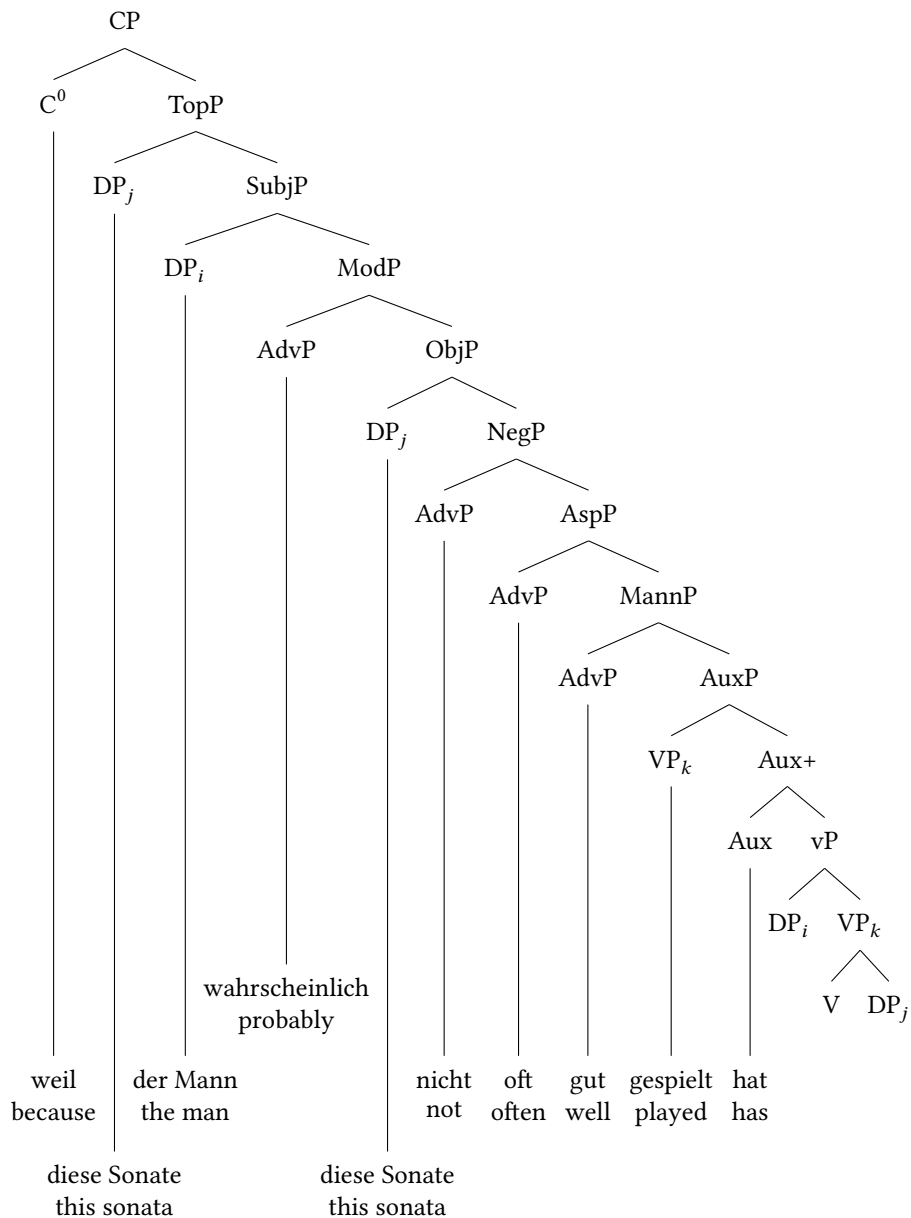 CP
C⁰ TopP
DPⱼ SubjP
DPᵢ ModP
AdvP ObjP
DPⱼ NegP
AdvP AspP
AdvP MannP
AdvP AuxP
VPₖ Aux+
Aux vP
DPᵢ VPₖ
wahrscheinlich
probably
V DPⱼ
weil der Mann nicht oft gut gespielt hat
because the man not often well played has
diese Sonate diese Sonate
this sonata this sonata